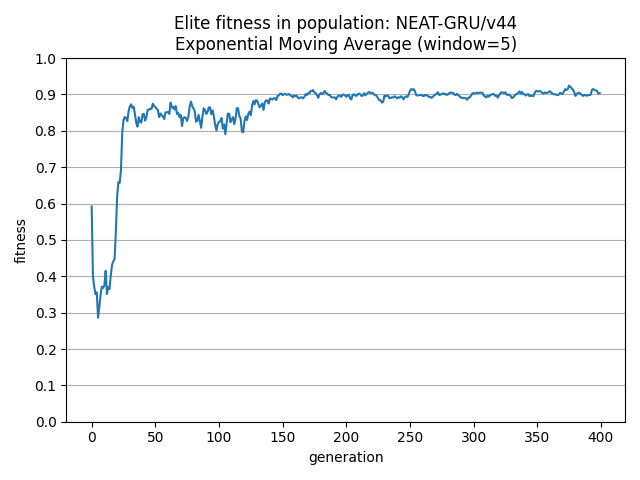 Elite fitness in population: NEAT-GRU/v44
Exponential Moving Average (window=5)
1.0
0.9
0.8
0.7
0.6
0.5
0.4
0.3
0.2
0.1
0.0
fitness
0 50 100 150 200 250 300 350 400
generation